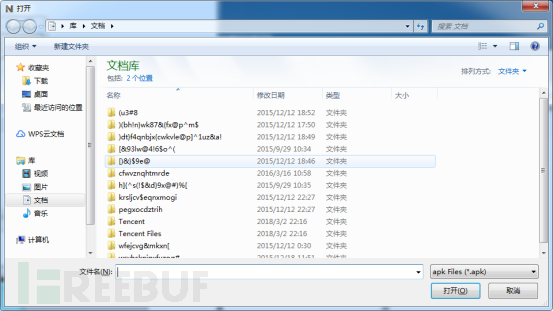 打开
库 ▸ 文档 ▸
搜索 文档
组织 新建文件夹
收藏夹
下载
桌面
最近访问的位置
WPS云文档
库
视频
图片
文档
音乐
计算机
文档库
包括: 2 个位置
排列方式: 文件夹
名称 修改日期 类型 大小
(u3#8 2015/12/12 18:52 文件夹
)(bh!n)wk87&(fx@p^m$ 2015/12/12 17:50 文件夹
)dt)f4qnbjx(cwkvle@p]^1uz&a! 2015/12/12 18:49 文件夹
[&93lw@4!6$o^( 2015/9/29 10:34 文件夹
[)&)$9e@ 2015/12/12 18:46 文件夹
cfwvznqhtmrde 2016/3/16 10:58 文件夹
h](^s(!$&d)9x@#)%[ 2015/9/29 10:35 文件夹
krsljcv$eqnxmogi 2015/12/12 22:27 文件夹
pegxocdztrih 2015/12/12 22:27 文件夹
Tencent 2018/3/2 22:16 文件夹
Tencent Files 2018/3/2 22:16 文件夹
wfejcvg&mkxn[ 2015/12/12 0:30 文件夹
2015/12/18 11:51 文件夹
文件名(N): apk Files (*.apk)
打开(O) 取消
FREEBUF